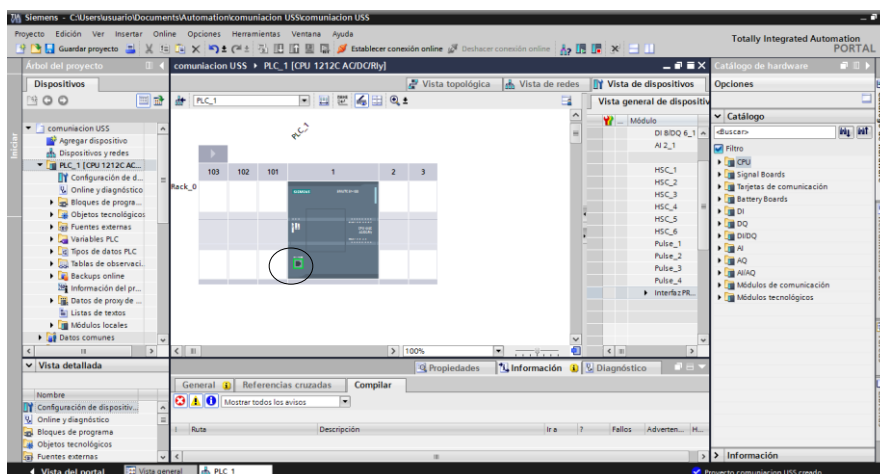 Siemens - C:\Users\usuario\Documents\Automation\comuniacion USS\comuniacion USS
Proyecto Edición Ver Insertar Online Opciones Herramientas Ventana Ayuda
Guardar proyecto
Establecer conexión online
Deshacer conexión online
Totally Integrated Automation
PORTAL
Árbol del proyecto
comuniacion USS PLC_1 [CPU 1212C AC/DC/Rly]
Catálogo de hardware
Dispositivos
Vista topológica
Vista de redes
Vista de dispositivos
Opciones
PLC_1
Vista general de dispositiv
Iniciar
comuniacion USS
Agregar dispositivo
Dispositivos y redes
PLC_1 [CPU 1212C AC...
Configuración de d...
Online y diagnóstico
Bloques de progra...
Objetos tecnológicos
Fuentes externas
Variables PLC
Tipos de datos PLC
Tablas de observaci...
Backups online
Información del pr...
Datos de proxy de ...
Listas de textos
Módulos locales
Datos comunes
PLC_1
103 102 101 1 2 3
Rack_0
SIEMENS
100%
... Módulo
DI 8/DQ 6_1
AI 2_1
HSC_1
HSC_2
HSC_3
HSC_4
HSC_5
HSC_6
Pulse_1
Pulse_2
Pulse_3
Pulse_4
Interfaz PR...
Catálogo
<Buscar>
Filtro
CPU
Signal Boards
Tarjetas de comunicación
Battery Boards
DI
DQ
DI/DQ
AI
AQ
AI/AQ
Módulos de comunicación
Módulos tecnológicos
Propiedades
Información
Diagnóstico
Vista detallada
General
Referencias cruzadas
Compilar
Mostrar todos los avisos
Nombre
Configuración de dispositiv...
Online y diagnóstico
Bloques de programa
Objetos tecnológicos
Fuentes externas
! Ruta Descripción Ir a ? Fallos Adverten... H...
Información
Vista del portal
Vista general
PLC_1
Proyecto comuniacion USS creado.